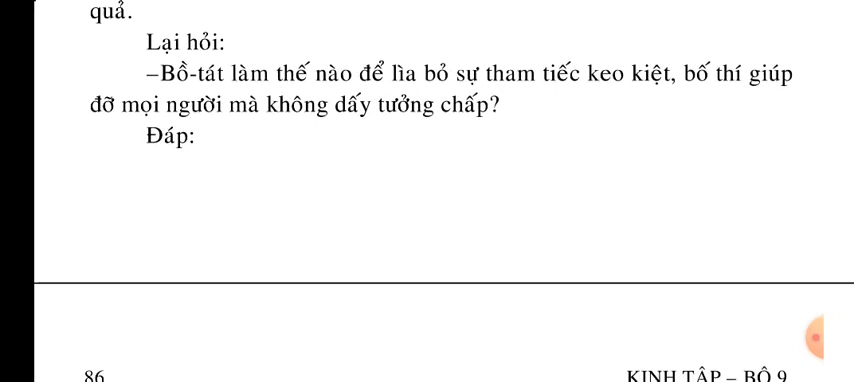 quả.
Lại hỏi:
–Bồ-tát làm thế nào để lìa bỏ sự tham tiếc keo kiệt, bố thí giúp
đỡ mọi người mà không dấy tưởng chấp?
Đáp:
86
KINH TẬP – BỘ 9